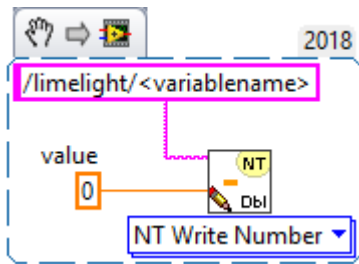 2018
/limelight/<variablename>
value
NT
0
Dbl
NT Write Number